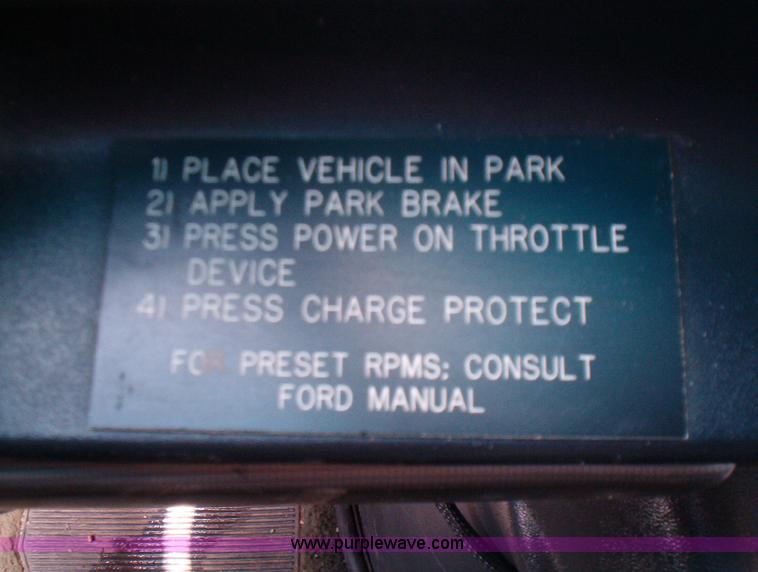 1) PLACE VEHICLE IN PARK
2) APPLY PARK BRAKE
3) PRESS POWER ON THROTTLE
DEVICE
4) PRESS CHARGE PROTECT
FOR PRESET RPMS: CONSULT
FORD MANUAL
www.purplewave.com